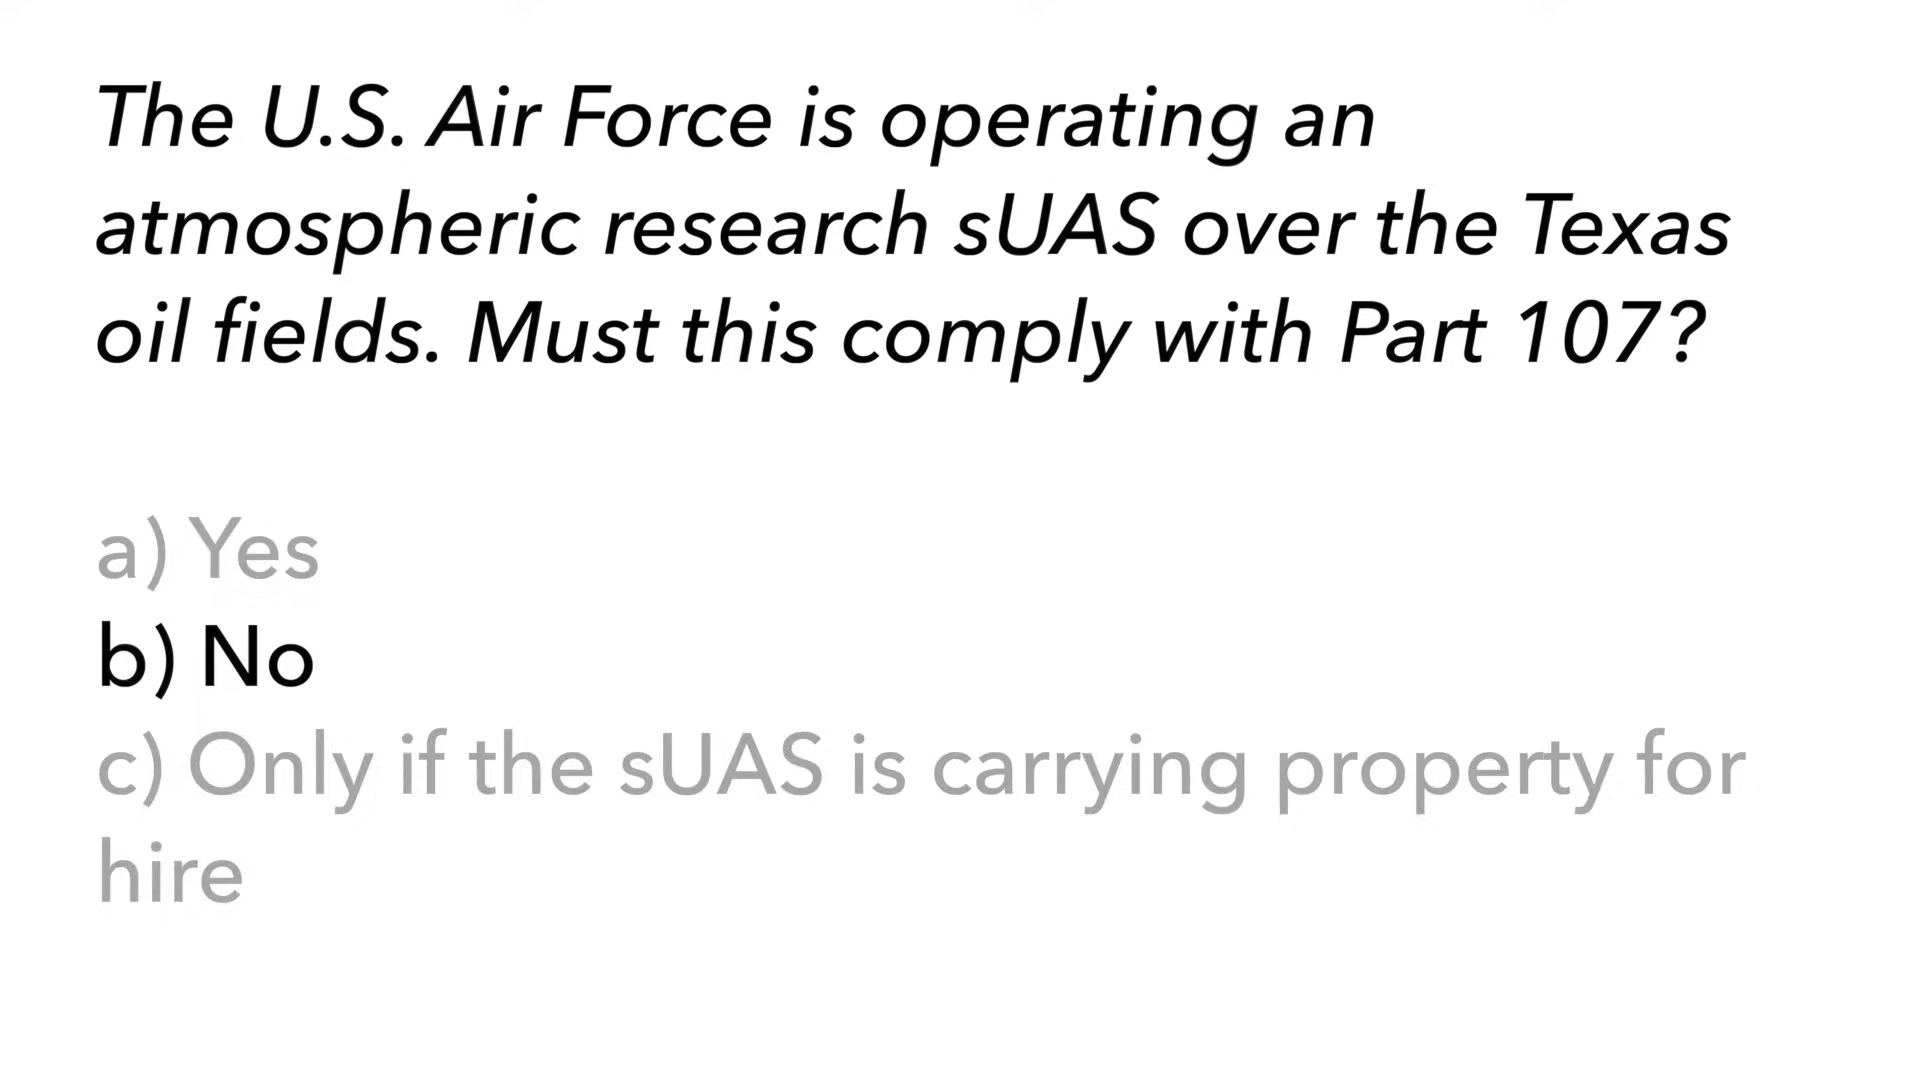 The U.S. Air Force is operating an
atmospheric research sUAS over the Texas
oil fields. Must this comply with Part 107?
a) Yes
b) No
c) Only if the sUAS is carrying property for
hire